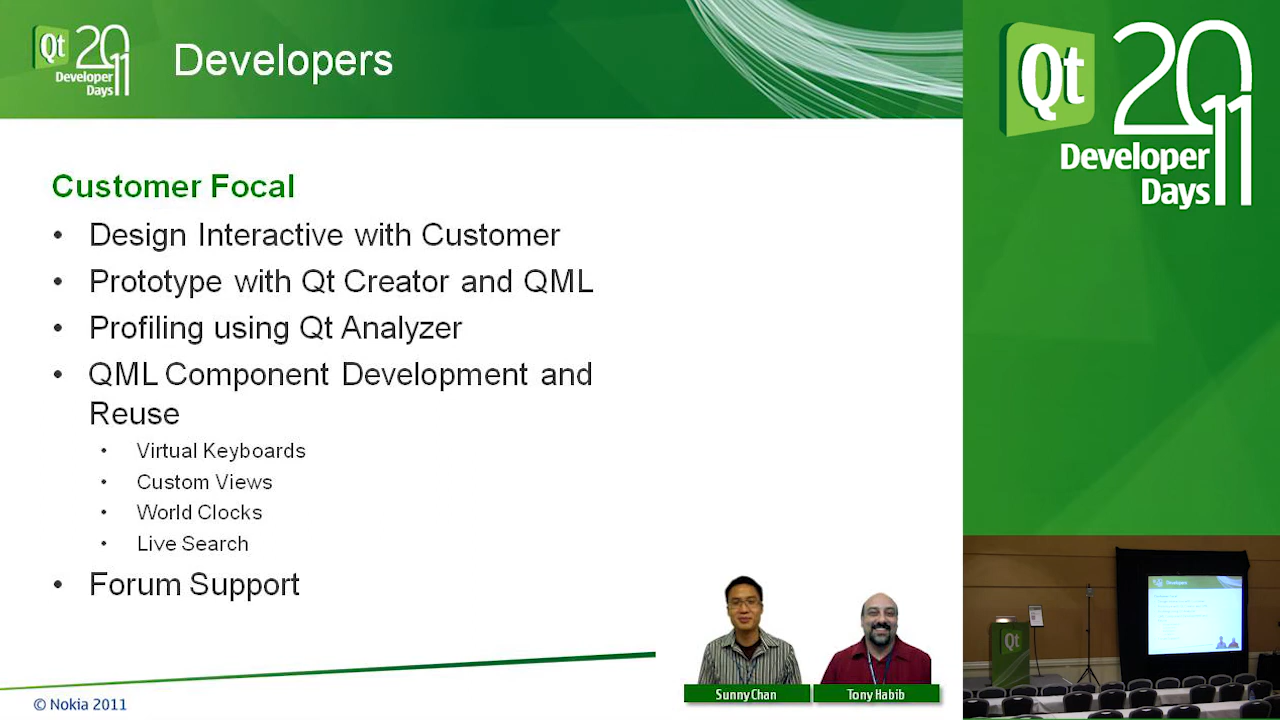 Qt 2011
Developer
Days
Developers
Customer Focal
• Design Interactive with Customer
• Prototype with Qt Creator and QML
• Profiling using Qt Analyzer
• QML Component Development and
Reuse
• Virtual Keyboards
• Custom Views
• World Clocks
• Live Search
• Forum Support
Sunny Chan
Tony Habib
© Nokia 2011
Qt 2011
Developer
Days
Developers
Qt